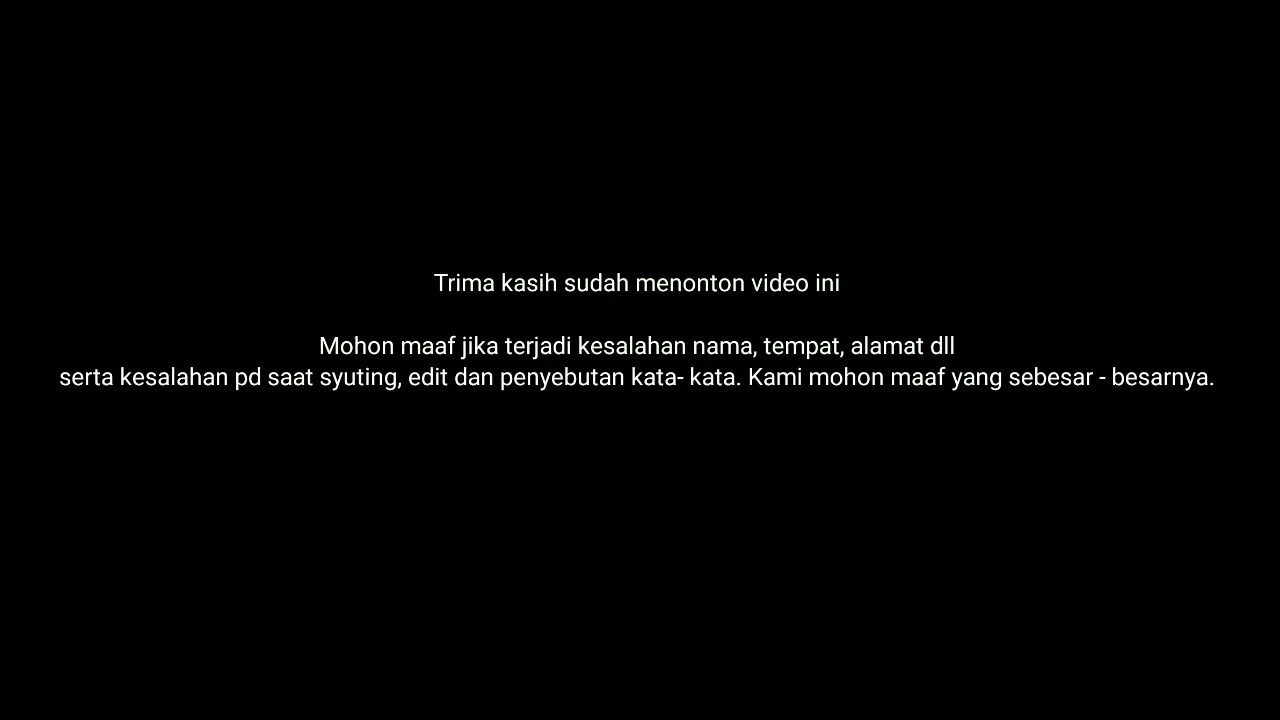 Trima kasih sudah menonton video ini
Mohon maaf jika terjadi kesalahan nama, tempat, alamat dll
serta kesalahan pd saat syuting, edit dan penyebutan kata- kata. Kami mohon maaf yang sebesar - besarnya.